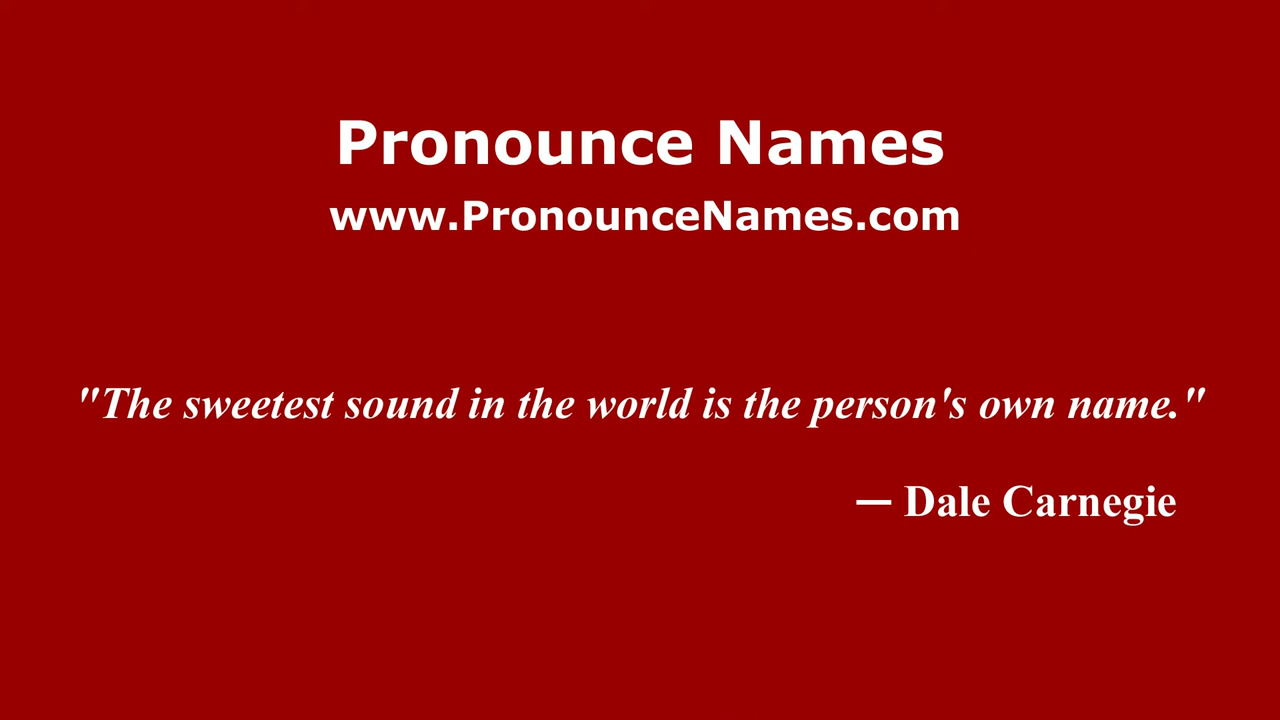 Pronounce Names
www.PronounceNames.com
"The sweetest sound in the world is the person's own name."
— Dale Carnegie